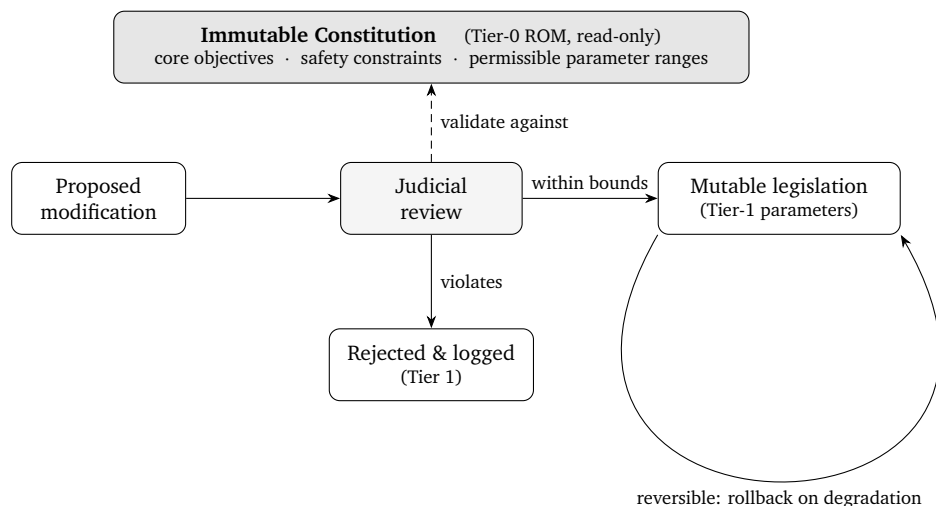 Immutable Constitution (Tier-0 ROM, read-only)
core objectives · safety constraints · permissible parameter ranges
validate against
Proposed
modification
Judicial
review
within bounds
Mutable legislation
(Tier-1 parameters)
violates
Rejected & logged
(Tier 1)
reversible: rollback on degradation